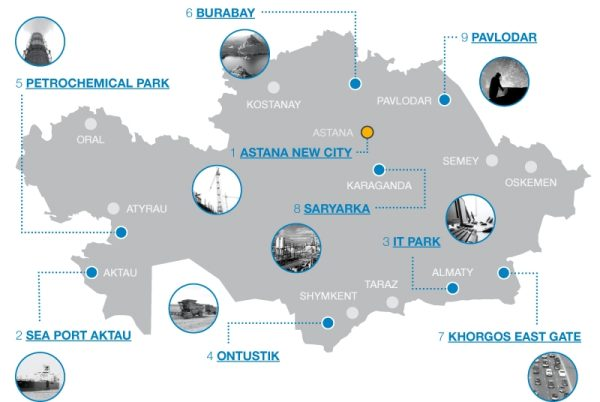 6 BURABAY
9 PAVLODAR
5 PETROCHEMICAL PARK
KOSTANAY
PAVLODAR
ORAL
ASTANA
1 ASTANA NEW CITY
SEMEY
OSKEMEN
KARAGANDA
8 SARYARKA
ATYRAU
3 IT PARK
AKTAU
ALMATY
TARAZ
SHYMKENT
2 SEA PORT AKTAU
7 KHORGOS EAST GATE
4 ONTUSTIK